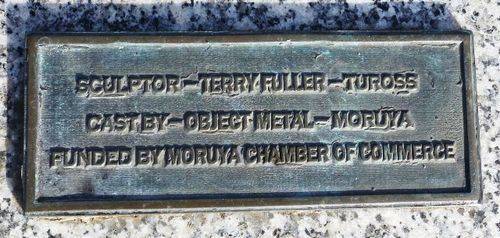 SCULPTOR-TERRY FULLER-TUROSS
CAST BY-OBJECT METAL-MORUYA
FUNDED BY MORUYA CHAMBER OF COMMERCE